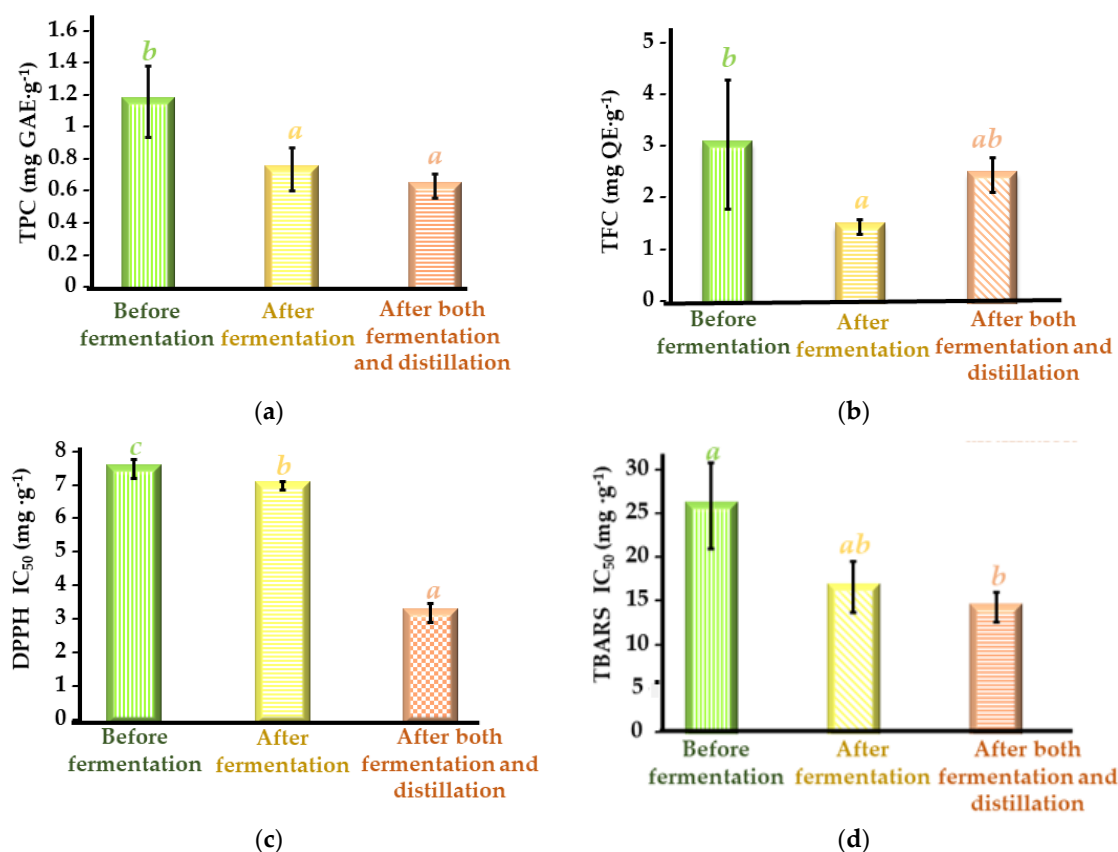 TPC (mg GAE·g⁻¹)
1.6
1.4
1.2
1
0.8
0.6
0.4
0.2
0
b
a
a
Before
fermentation
After
fermentation
After both
fermentation
and distillation
(a)
TFC (mg QE·g⁻¹)
5
4
3
2
1
0
b
a
ab
Before
fermentation
After
fermentation
After both
fermentation and
distillation
(b)
DPPH IC₅₀ (mg ·g⁻¹)
8
7
6
5
4
3
2
1
0
c
b
a
Before
fermentation
After
fermentation
After both
fermentation and
distillation
(c)
TBARS IC₅₀ (mg ·g⁻¹)
30
25
20
15
10
5
0
a
ab
b
Before
fermentation
After
fermentation
After both
fermentation and
distillation
(d)